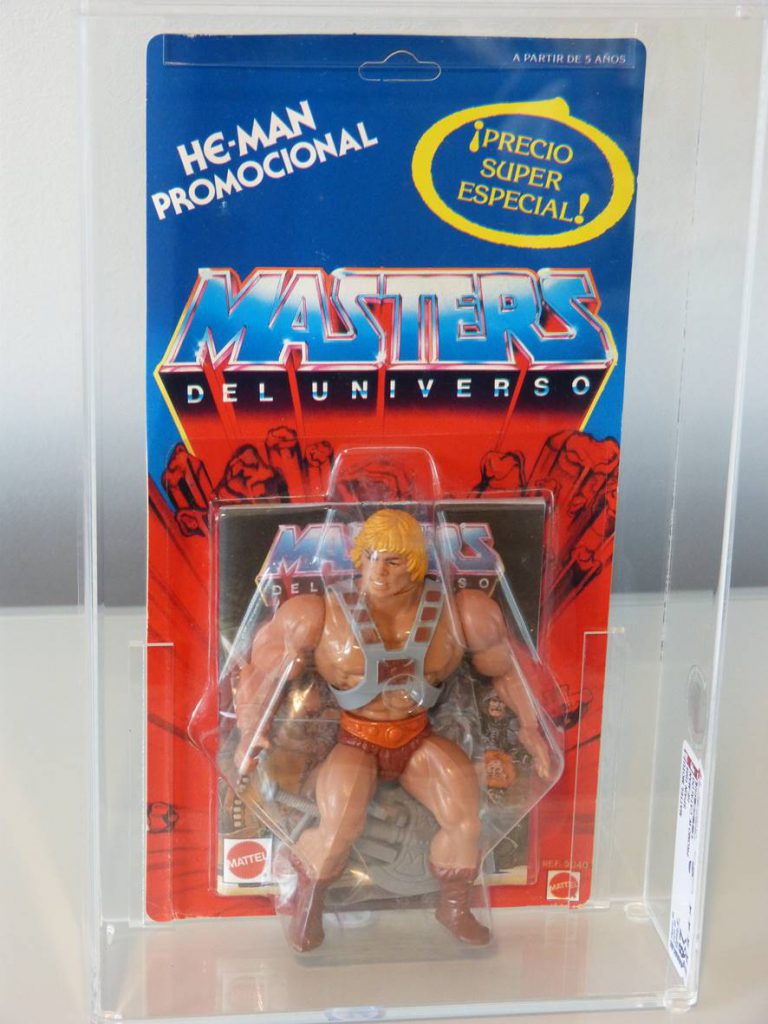 A PARTIR DE 5 AÑOS
HE-MAN
PROMOCIONAL
¡PRECIO
SUPER
ESPECIAL!
MASTERS
DEL UNIVERSO
MASTERS
DEL UNIVERSO
MATTEL
REF. 5040
MATTEL